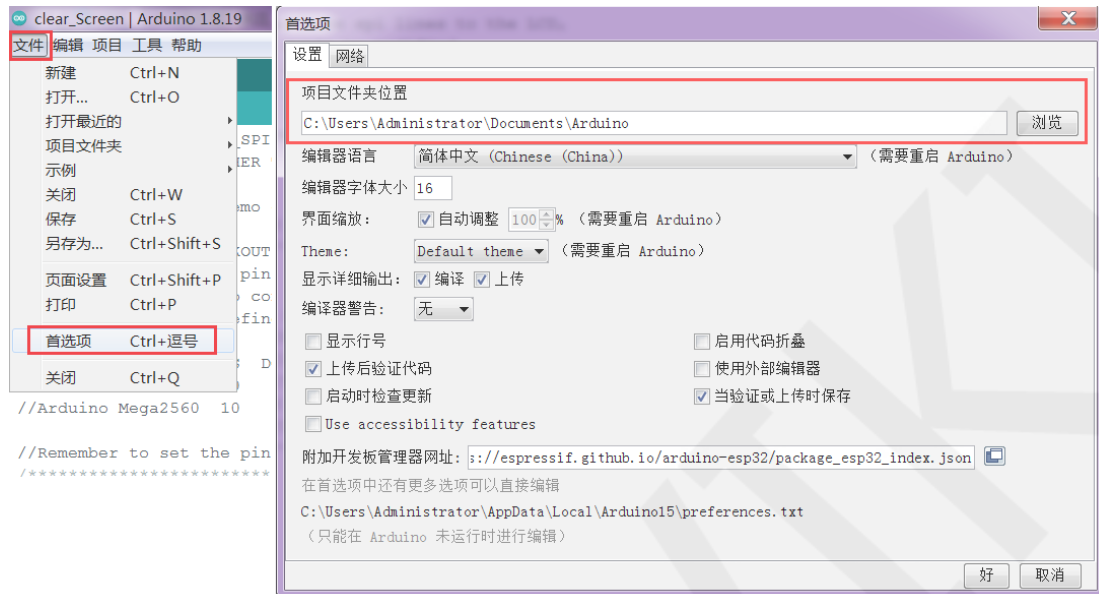 clear_Screen | Arduino 1.8.19
文件 编辑 项目 工具 帮助
新建 Ctrl+N
打开... Ctrl+O
打开最近的
项目文件夹
示例
关闭 Ctrl+W
保存 Ctrl+S
另存为... Ctrl+Shift+S
页面设置 Ctrl+Shift+P
打印 Ctrl+P
首选项 Ctrl+逗号
关闭 Ctrl+Q
_SPI
pin
//Arduino Mega2560 10
//Remember to set the pin
/**************************
首选项
设置 网络
项目文件夹位置
C:\Users\Administrator\Documents\Arduino 浏览
编辑器语言 简体中文 (Chinese (China)) (需要重启 Arduino)
编辑器字体大小 16
界面缩放: 自动调整 100 % (需要重启 Arduino)
Theme: Default theme (需要重启 Arduino)
显示详细输出: 编译 上传
编译器警告: 无
显示行号 启用代码折叠
上传后验证代码 使用外部编辑器
启动时检查更新 当验证或上传时保存
Use accessibility features
附加开发板管理器网址: s://espressif.github.io/arduino-esp32/package_esp32_index.json
在首选项中还有更多选项可以直接编辑
C:\Users\Administrator\AppData\Local\Arduino15\preferences.txt
(只能在 Arduino 未运行时进行编辑)
好 取消